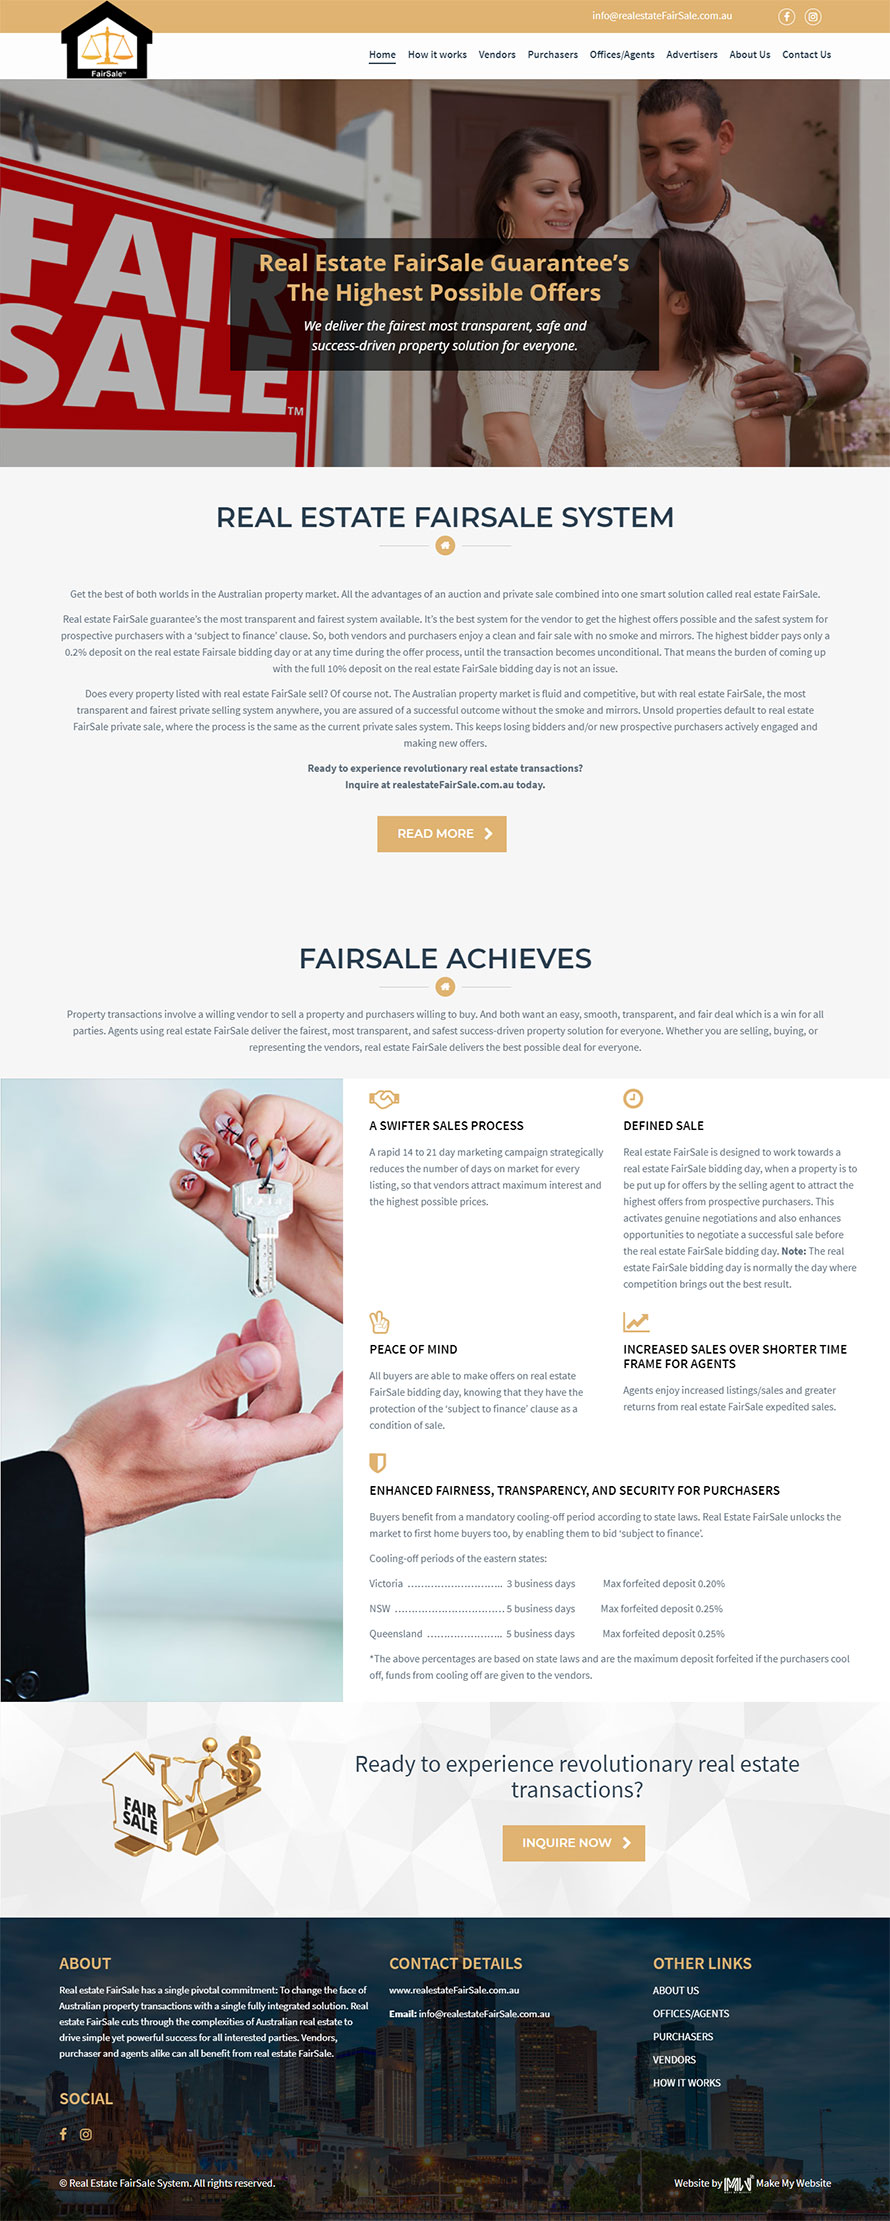 info@realestateFairSale.com.au
FairSale™
Home How it works Vendors Purchasers Offices/Agents Advertisers About Us Contact Us
FAIR
SALE™
Real Estate FairSale Guarantee’s
The Highest Possible Offers
We deliver the fairest most transparent, safe and
success-driven property solution for everyone.
REAL ESTATE FAIRSALE SYSTEM
Get the best of both worlds in the Australian property market. All the advantages of an auction and private sale combined into one smart solution called real estate FairSale.
Real estate FairSale guarantee’s the most transparent and fairest system available. It’s the best system for the vendor to get the highest offers possible and the safest system for
prospective purchasers with a ‘subject to finance’ clause. So, both vendors and purchasers enjoy a clean and fair sale with no smoke and mirrors. The highest bidder pays only a
0.2% deposit on the real estate Fairsale bidding day or at any time during the offer process, until the transaction becomes unconditional. That means the burden of coming up
with the full 10% deposit on the real estate FairSale bidding day is not an issue.
Does every property listed with real estate FairSale sell? Of course not. The Australian property market is fluid and competitive, but with real estate FairSale, the most
transparent and fairest private selling system anywhere, you are assured of a successful outcome without the smoke and mirrors. Unsold properties default to real estate
FairSale private sale, where the process is the same as the current private sales system. This keeps losing bidders and/or new prospective purchasers actively engaged and
making new offers.
Ready to experience revolutionary real estate transactions?
Inquire at realestateFairSale.com.au today.
READ MORE
FAIRSALE ACHIEVES
Property transactions involve a willing vendor to sell a property and purchasers willing to buy. And both want an easy, smooth, transparent, and fair deal which is a win for all
parties. Agents using real estate FairSale deliver the fairest, most transparent, and safest success-driven property solution for everyone. Whether you are selling, buying, or
representing the vendors, real estate FairSale delivers the best possible deal for everyone.
A SWIFTER SALES PROCESS
A rapid 14 to 21 day marketing campaign strategically
reduces the number of days on market for every
listing, so that vendors attract maximum interest and
the highest possible prices.
DEFINED SALE
Real estate FairSale is designed to work towards a
real estate FairSale bidding day, when a property is to
be put up for offers by the selling agent to attract the
highest offers from prospective purchasers. This
activates genuine negotiations and also enhances
opportunities to negotiate a successful sale before
the real estate FairSale bidding day. Note: The real
estate FairSale bidding day is normally the day where
competition brings out the best result.
PEACE OF MIND
All buyers are able to make offers on real estate
FairSale bidding day, knowing that they have the
protection of the ‘subject to finance’ clause as a
condition of sale.
INCREASED SALES OVER SHORTER TIME
FRAME FOR AGENTS
Agents enjoy increased listings/sales and greater
returns from real estate FairSale expedited sales.
ENHANCED FAIRNESS, TRANSPARENCY, AND SECURITY FOR PURCHASERS
Buyers benefit from a mandatory cooling-off period according to state laws. Real Estate FairSale unlocks the
market to first home buyers too, by enabling them to bid ‘subject to finance’.
Cooling-off periods of the eastern states:
Victoria ............................ 3 business days Max forfeited deposit 0.20%
NSW ................................ 5 business days Max forfeited deposit 0.25%
Queensland ...................... 5 business days Max forfeited deposit 0.25%
*The above percentages are based on state laws and are the maximum deposit forfeited if the purchasers cool
off, funds from cooling off are given to the vendors.
FAIR
SALE
$
Ready to experience revolutionary real estate
transactions?
INQUIRE NOW
ABOUT
Real estate FairSale has a single pivotal commitment: To change the face of
Australian property transactions with a single fully integrated solution. Real
estate FairSale cuts through the complexities of Australian real estate to
drive simple yet powerful success for all interested parties. Vendors,
purchaser and agents alike can all benefit from real estate FairSale.
SOCIAL
CONTACT DETAILS
www.realestateFairSale.com.au
Email: info@realestateFairSale.com.au
OTHER LINKS
ABOUT US
OFFICES/AGENTS
PURCHASERS
VENDORS
HOW IT WORKS
© Real Estate FairSale System. All rights reserved.
Website by MMW Make My Website